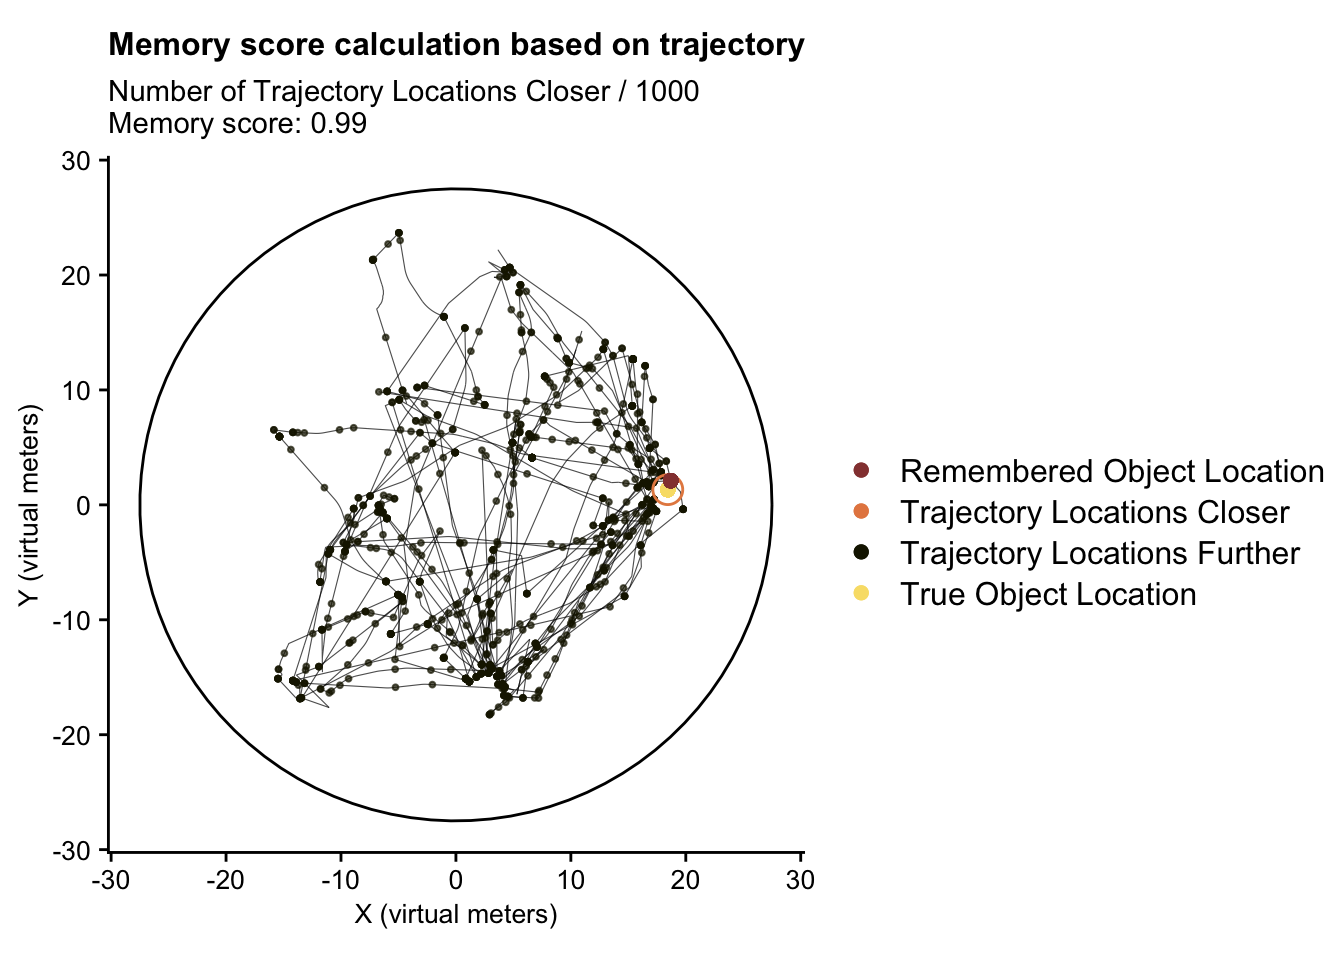 Memory score calculation based on trajectory
Number of Trajectory Locations Closer / 1000
Memory score: 0.99
30
20
10
0
-10
-20
-30
Y (virtual meters)
-30
-20
-10
0
10
20
30
X (virtual meters)
Remembered Object Location
Trajectory Locations Closer
Trajectory Locations Further
True Object Location